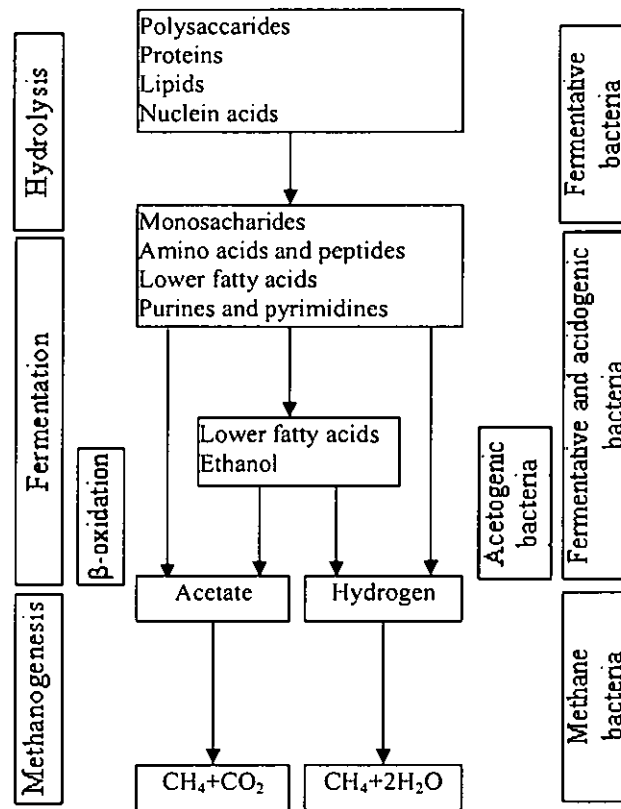 Polysaccarides
Proteins
Lipids
Nuclein acids
Hydrolysis
Fermentative
bacteria
Monosacharides
Amino acids and peptides
Lower fatty acids
Purines and pyrimidines
Fermentation
Fermentative and acidogenic
bacteria
Lower fatty acids
Ethanol
β-oxidation
Acetogenic
bacteria
Acetate
Hydrogen
Methanogenesis
Methane
bacteria
CH₄+CO₂
CH₄+2H₂O